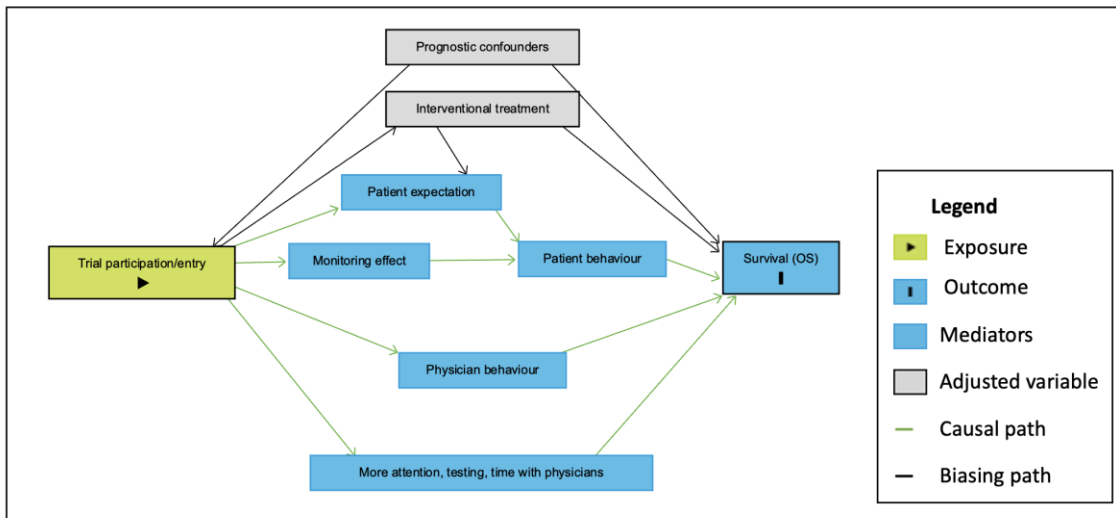 Prognostic confounders
Interventional treatment
Patient expectation
Trial participation/entry
Monitoring effect
Patient behaviour
Survival (OS)
Physician behaviour
More attention, testing, time with physicians
Legend
Exposure
Outcome
Mediators
Adjusted variable
Causal path
Biasing path